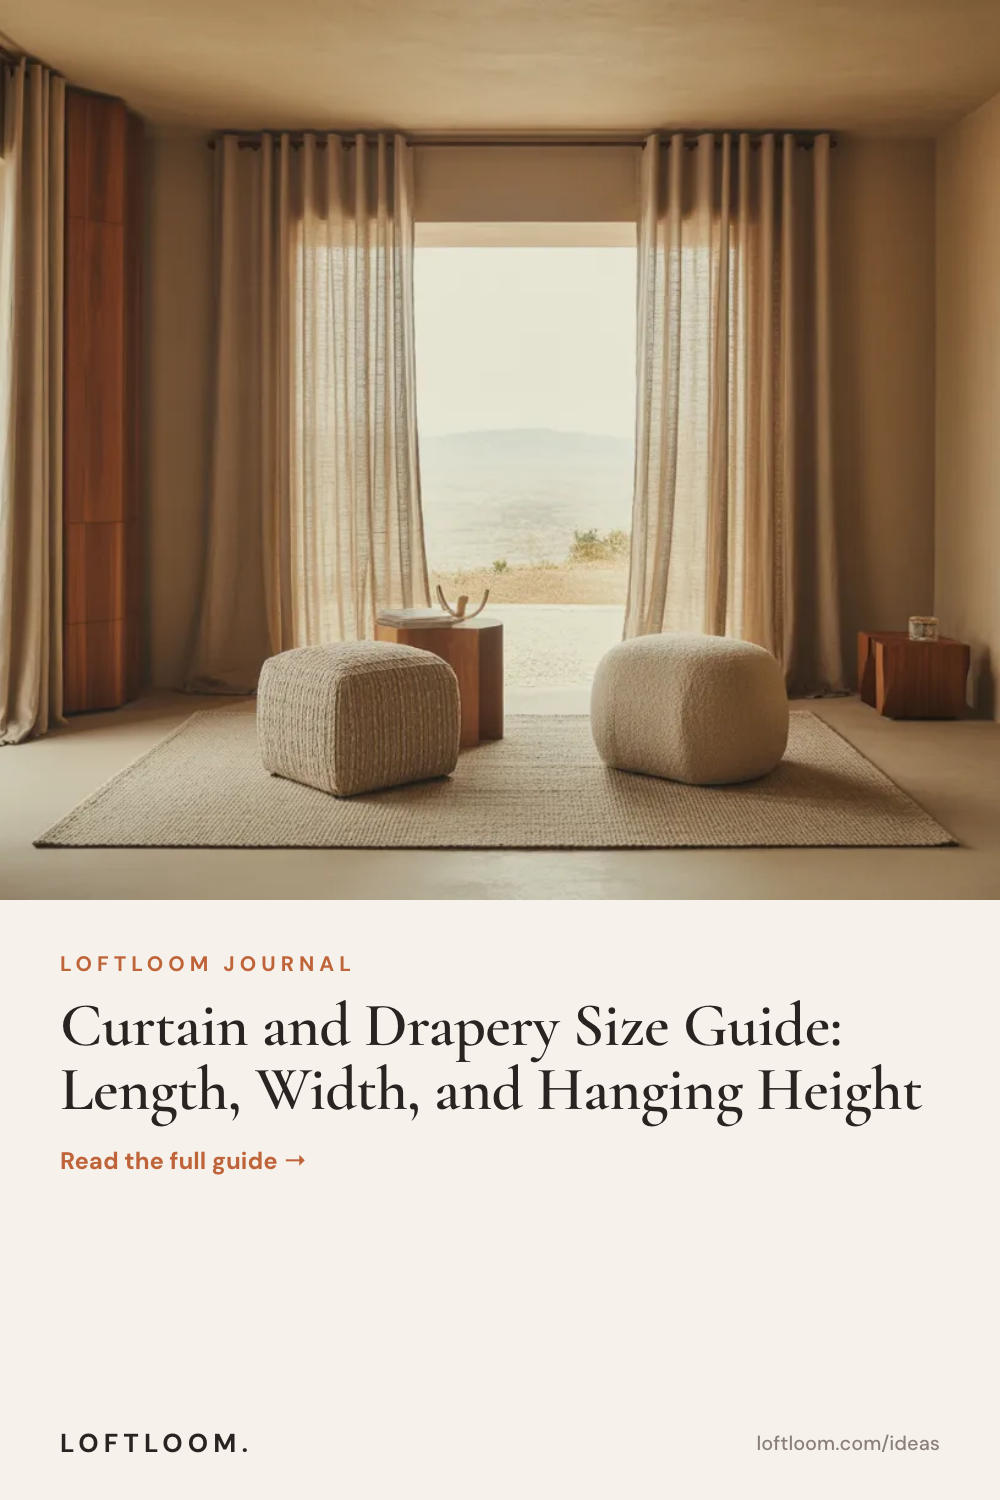 LOFTLOOM JOURNAL
Curtain and Drapery Size Guide:
Length, Width, and Hanging Height
Read the full guide →
LOFTLOOM.
loftloom.com/ideas